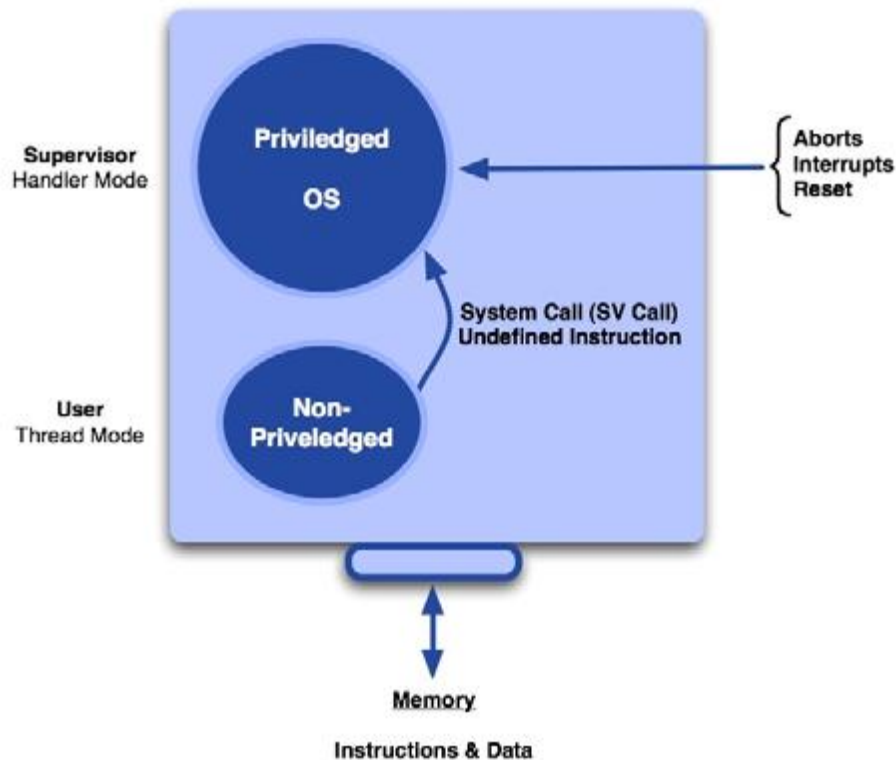 Priviledged
OS
Supervisor
Handler Mode
Aborts
Interrupts
Reset
System Call (SV Call)
Undefined Instruction
User
Thread Mode
Non-
Priveledged
Memory
Instructions & Data